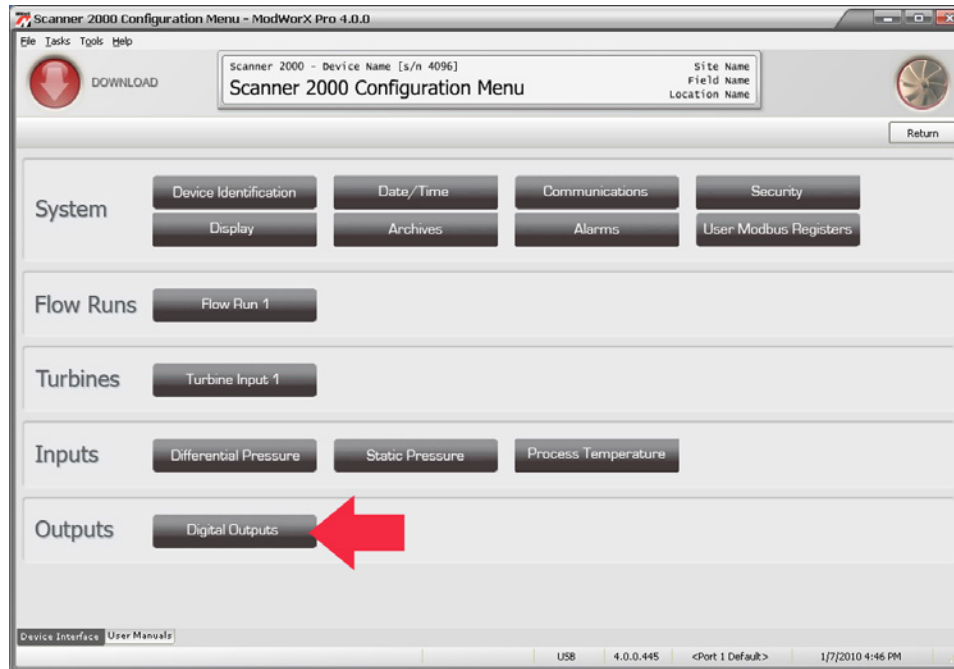 Scanner 2000 Configuration Menu - ModWorX Pro 4.0.0
File Tasks Tools Help
DOWNLOAD
Scanner 2000 - Device Name [s/n 4096]
Scanner 2000 Configuration Menu
Site Name
Field Name
Location Name
Return
System
Device Identification Date/Time Communications Security
Display Archives Alarms User Modbus Registers
Flow Runs Flow Run 1
Turbines Turbine Input 1
Inputs Differential Pressure Static Pressure Process Temperature
Outputs Digital Outputs
Device Interface User Manuals
USB 4.0.0.445 <Port 1 Default> 1/7/2010 4:46 PM